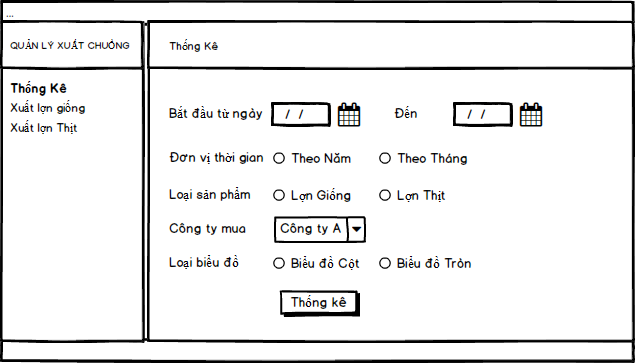 ...
QUẢN LÝ XUẤT CHUỒNG
Thống Kê
Thống Kê
Xuất lợn giống
Xuất lợn Thịt
Bắt đầu từ ngày / / Đến / /
Đơn vị thời gian Theo Năm Theo Tháng
Loại sản phẩm Lợn Giống Lợn Thịt
Công ty mua Công ty A
Loại biểu đồ Biểu đồ Cột Biểu đồ Tròn
Thống kê